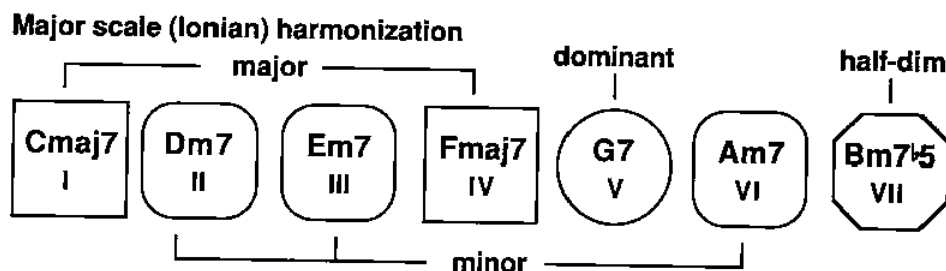 Major scale (Ionian) harmonization
major
dominant
half-dim
Cmaj7 Dm7 Em7 Fmaj7 G7 Am7 Bm7♭5
I II III IV V VI VII
minor